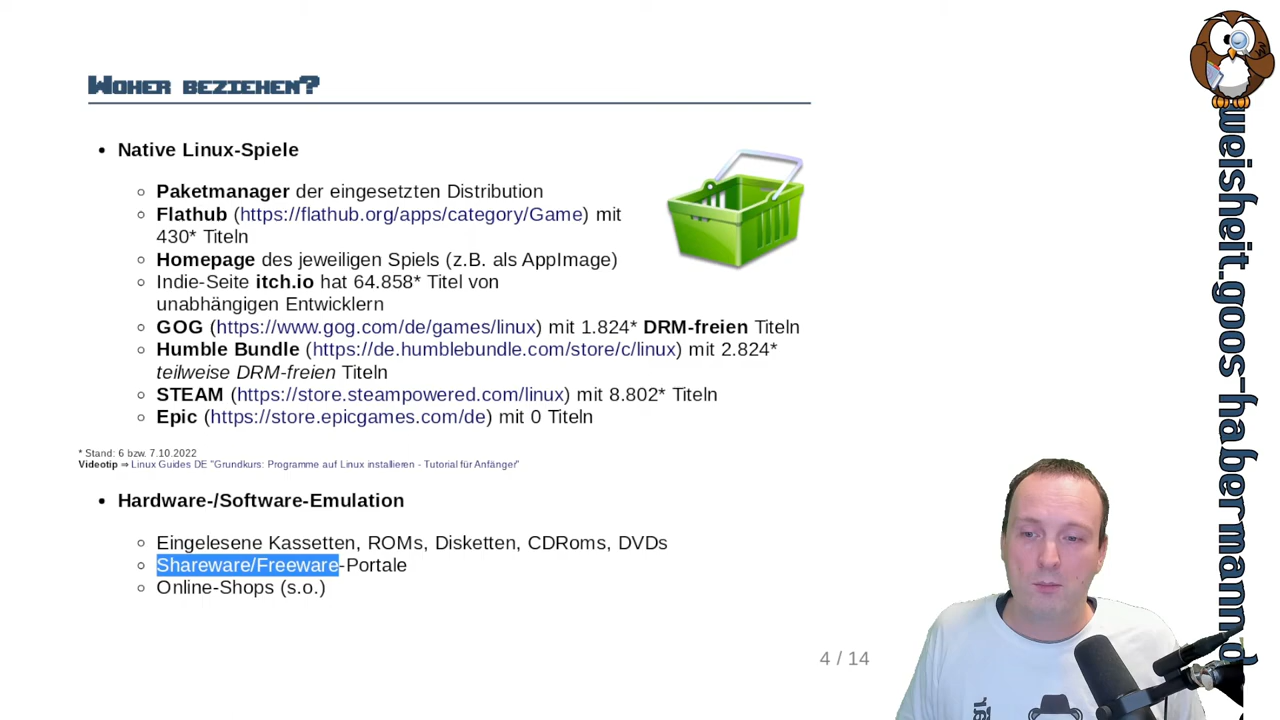 Woher beziehen?
• Native Linux-Spiele
○ Paketmanager der eingesetzten Distribution
○ Flathub (https://flathub.org/apps/category/Game) mit
430* Titeln
○ Homepage des jeweiligen Spiels (z.B. als AppImage)
○ Indie-Seite itch.io hat 64.858* Titel von
unabhängigen Entwicklern
○ GOG (https://www.gog.com/de/games/linux) mit 1.824* DRM-freien Titeln
○ Humble Bundle (https://de.humblebundle.com/store/c/linux) mit 2.824*
teilweise DRM-freien Titeln
○ STEAM (https://store.steampowered.com/linux) mit 8.802* Titeln
○ Epic (https://store.epicgames.com/de) mit 0 Titeln
* Stand: 6 bzw. 7.10.2022
Videotip ⇒ Linux Guides DE "Grundkurs: Programme auf Linux installieren - Tutorial für Anfänger"
• Hardware-/Software-Emulation
○ Eingelesene Kassetten, ROMs, Disketten, CDRoms, DVDs
○ Shareware/Freeware-Portale
○ Online-Shops (s.o.)
4 / 14
weisheit.goos-habermann.d